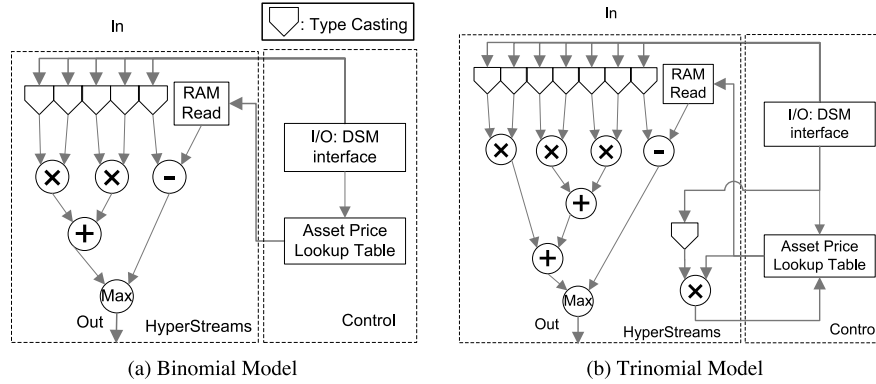 In
: Type Casting
In
RAM
Read
I/O: DSM
interface
× × -
+
Asset Price
Lookup Table
Max
Out
HyperStreams
Control
(a) Binomial Model
RAM
Read
I/O: DSM
interface
× × × -
+
+
Asset Price
Lookup Table
×
Max
Out
HyperStreams
Contro
(b) Trinomial Model